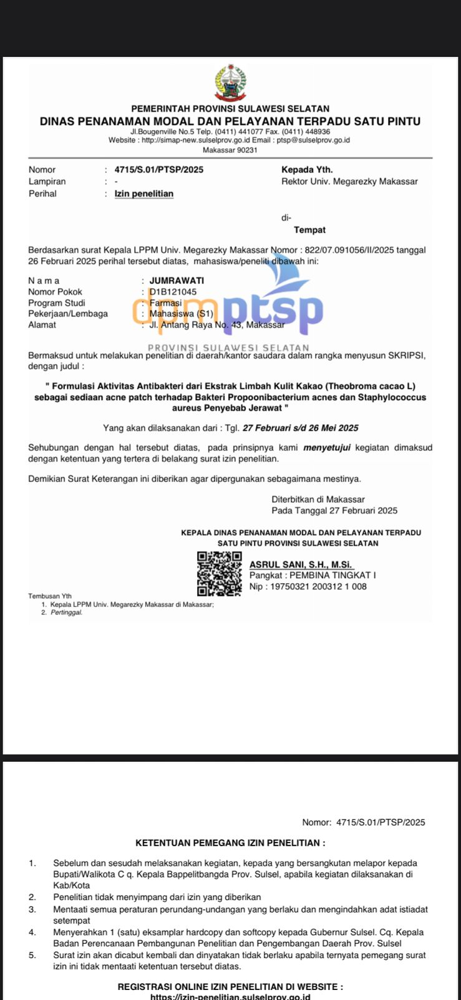 PEMERINTAH PROVINSI SULAWESI SELATAN
DINAS PENANAMAN MODAL DAN PELAYANAN TERPADU SATU PINTU
Jl.Bougenville No.5 Telp. (0411) 441077 Fax. (0411) 448936
Website : http://simap-new.sulselprov.go.id Email : ptsp@sulselprov.go.id
Makassar 90231
Nomor : 4715/S.01/PTSP/2025 Kepada Yth.
Lampiran : - Rektor Univ. Megarezky Makassar
Perihal : Izin penelitian
di-
Tempat
Berdasarkan surat Kepala LPPM Univ. Megarezky Makassar Nomor : 822/07.091056/II/2025 tanggal
26 Februari 2025 perihal tersebut diatas, mahasiswa/peneliti dibawah ini:
N a m a : JUMRAWATI
Nomor Pokok : D1B121045
Program Studi : Farmasi
Pekerjaan/Lembaga : Mahasiswa (S1)
Alamat : Jl. Antang Raya No. 43, Makassar
dpmptsp
PROVINSI SULAWESI SELATAN
Bermaksud untuk melakukan penelitian di daerah/kantor saudara dalam rangka menyusun SKRIPSI,
dengan judul :
" Formulasi Aktivitas Antibakteri dari Ekstrak Limbah Kulit Kakao (Theobroma cacao L)
sebagai sediaan acne patch terhadap Bakteri Propoonibacterium acnes dan Staphylococcus
aureus Penyebab Jerawat "
Yang akan dilaksanakan dari : Tgl. 27 Februari s/d 26 Mei 2025
Sehubungan dengan hal tersebut diatas, pada prinsipnya kami menyetujui kegiatan dimaksud
dengan ketentuan yang tertera di belakang surat izin penelitian.
Demikian Surat Keterangan ini diberikan agar dipergunakan sebagaimana mestinya.
Diterbitkan di Makassar
Pada Tanggal 27 Februari 2025
KEPALA DINAS PENANAMAN MODAL DAN PELAYANAN TERPADU
SATU PINTU PROVINSI SULAWESI SELATAN
ASRUL SANI, S.H., M.Si.
Pangkat : PEMBINA TINGKAT I
Nip : 19750321 200312 1 008
Tembusan Yth
1. Kepala LPPM Univ. Megarezky Makassar di Makassar;
2. Pertinggal.
Nomor: 4715/S.01/PTSP/2025
KETENTUAN PEMEGANG IZIN PENELITIAN :
1. Sebelum dan sesudah melaksanakan kegiatan, kepada yang bersangkutan melapor kepada
Bupati/Walikota C q. Kepala Bappelitbangda Prov. Sulsel, apabila kegiatan dilaksanakan di
Kab/Kota
2. Penelitian tidak menyimpang dari izin yang diberikan
3. Mentaati semua peraturan perundang-undangan yang berlaku dan mengindahkan adat istiadat
setempat
4. Menyerahkan 1 (satu) eksamplar hardcopy dan softcopy kepada Gubernur Sulsel. Cq. Kepala
Badan Perencanaan Pembangunan Penelitian dan Pengembangan Daerah Prov. Sulsel
5. Surat izin akan dicabut kembali dan dinyatakan tidak berlaku apabila ternyata pemegang surat
izin ini tidak mentaati ketentuan tersebut diatas.
REGISTRASI ONLINE IZIN PENELITIAN DI WEBSITE :
https://izin-penelitian.sulselprov.go.id